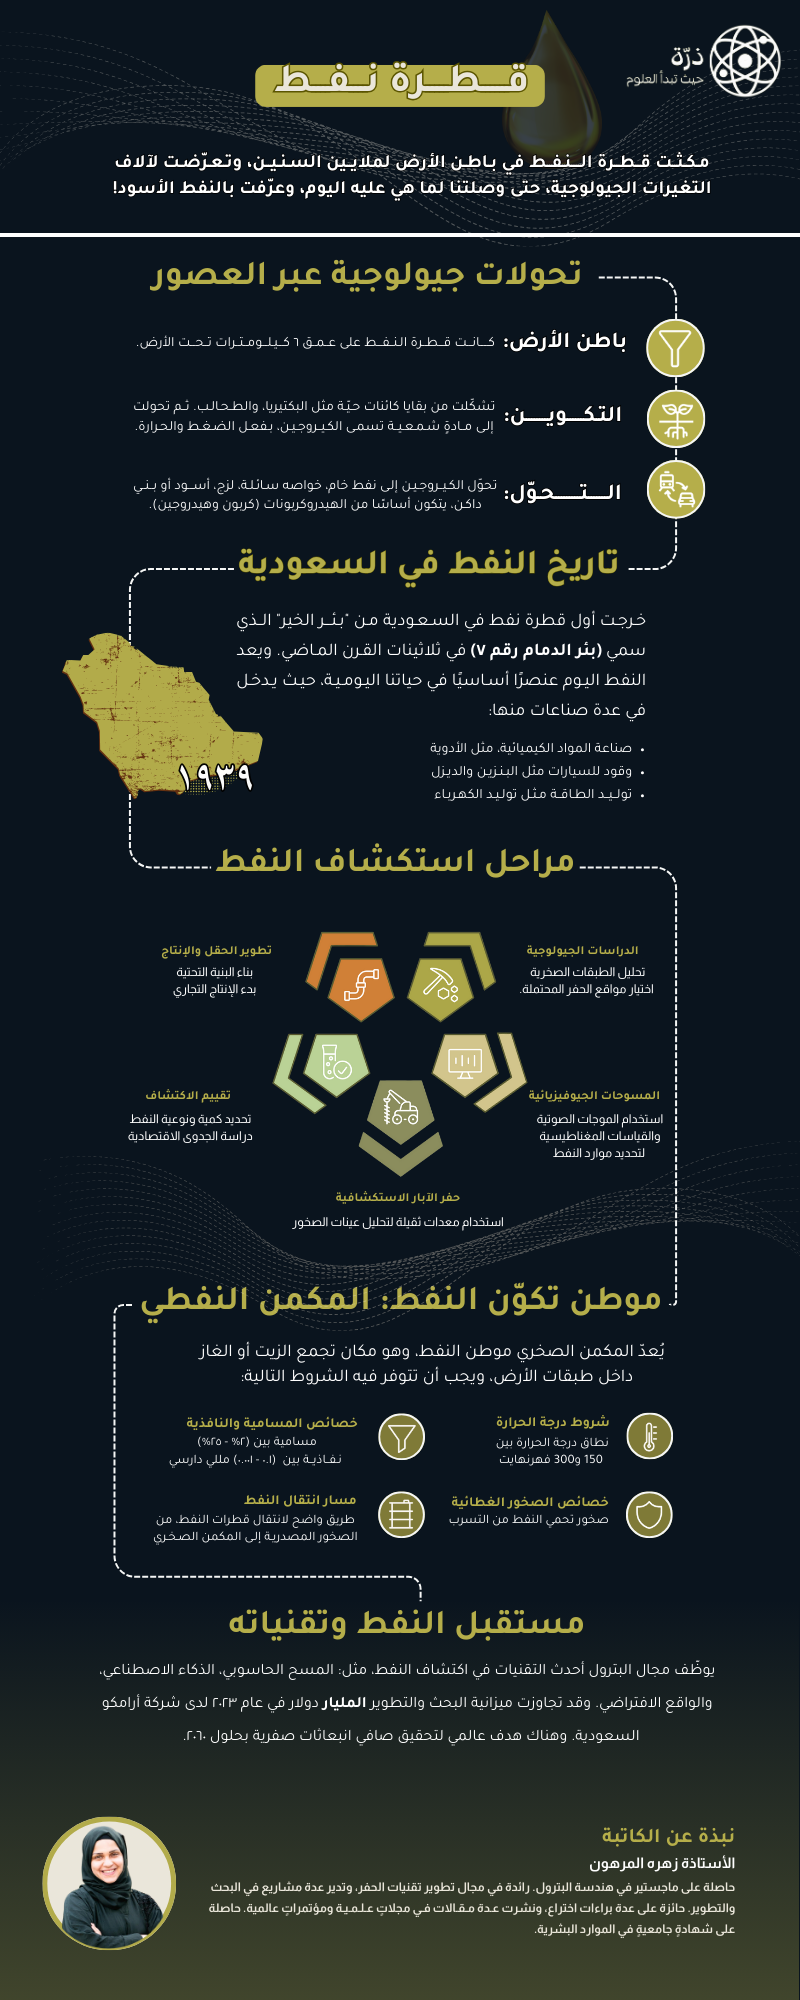 ذرّة
حيث تبدأ العلوم
قطرة نفط
مكثت قطرة النفط في باطن الأرض لملايين السنين، وتعرّضت لآلاف
التغيرات الجيولوجية، حتى وصلتنا لما هي عليه اليوم، وعرّفت بالنفط الأسود!
تحولات جيولوجية عبر العصور
باطن الأرض:
كانت قطرة النفط على عمق ٦ كيلومترات تحت الأرض.
التكوين:
تشكّلت من بقايا كائنات حيّة مثل البكتيريا، والطحالب. ثم تحولت
إلى مادةٍ شمعية تسمى الكيروجين، بفعل الضغط والحرارة.
التحوّل:
تحوّل الكيروجين إلى نفط خام، خواصه سائلة، لزج، أسود أو بني
داكن، يتكون أساسًا من الهيدروكربونات (كربون وهيدروجين).
تاريخ النفط في السعودية
خرجت أول قطرة نفط في السعودية من "بئر الخير" الذي
سمي (بئر الدمام رقم ٧) في ثلاثينات القرن الماضي. ويعد
النفط اليوم عنصرًا أساسيًا في حياتنا اليومية، حيث يدخل
في عدة صناعات منها:
• صناعة المواد الكيميائية، مثل الأدوية
• وقود للسيارات مثل البنزين والديزل
• توليد الطاقة مثل توليد الكهرباء
١٩٣٩
مراحل استكشاف النفط
الدراسات الجيولوجية
تحليل الطبقات الصخرية
اختيار مواقع الحفر المحتملة.
تطوير الحقل والإنتاج
بناء البنية التحتية
بدء الإنتاج التجاري
المسوحات الجيوفيزيائية
استخدام الموجات الصوتية
والقياسات المغناطيسية
لتحديد موارد النفط
تقييم الاكتشاف
تحديد كمية ونوعية النفط
دراسة الجدوى الاقتصادية
حفر الآبار الاستكشافية
استخدام معدات ثقيلة لتحليل عينات الصخور
موطن تكوّن النفط: المكمن النفطي
يُعدّ المكمن الصخري موطن النفط، وهو مكان تجمع الزيت أو الغاز
داخل طبقات الأرض، ويجب أن تتوفر فيه الشروط التالية:
شروط درجة الحرارة
نطاق درجة الحرارة بين
150 و300 فهرنهايت
خصائص المسامية والنافذية
مسامية بين (٢% - ٢٥%)
نفاذية بين (٠.١ - ٠.٠٠١) مللي دارسي
خصائص الصخور الغطائية
صخور تحمي النفط من التسرب
مسار انتقال النفط
طريق واضح لانتقال قطرات النفط، من
الصخور المصدرية إلى المكمن الصخري
مستقبل النفط وتقنياته
يوظّف مجال البترول أحدث التقنيات في اكتشاف النفط، مثل: المسح الحاسوبي، الذكاء الاصطناعي،
والواقع الافتراضي. وقد تجاوزت ميزانية البحث والتطوير المليار دولار في عام ٢٠٢٣ لدى شركة أرامكو
السعودية. وهناك هدف عالمي لتحقيق صافي انبعاثات صفرية بحلول ٢٠٦٠.
نبذة عن الكاتبة
الأستاذة زهره المرهون
حاصلة على ماجستير في هندسة البترول. رائدة في مجال تطوير تقنيات الحفر، وتدير عدة مشاريع في البحث
والتطوير. حائزة على عدة براءات اختراع، ونشرت عدة مقالات في مجلاتٍ علمية ومؤتمراتٍ عالمية. حاصلة
على شهادةٍ جامعيةٍ في الموارد البشرية.